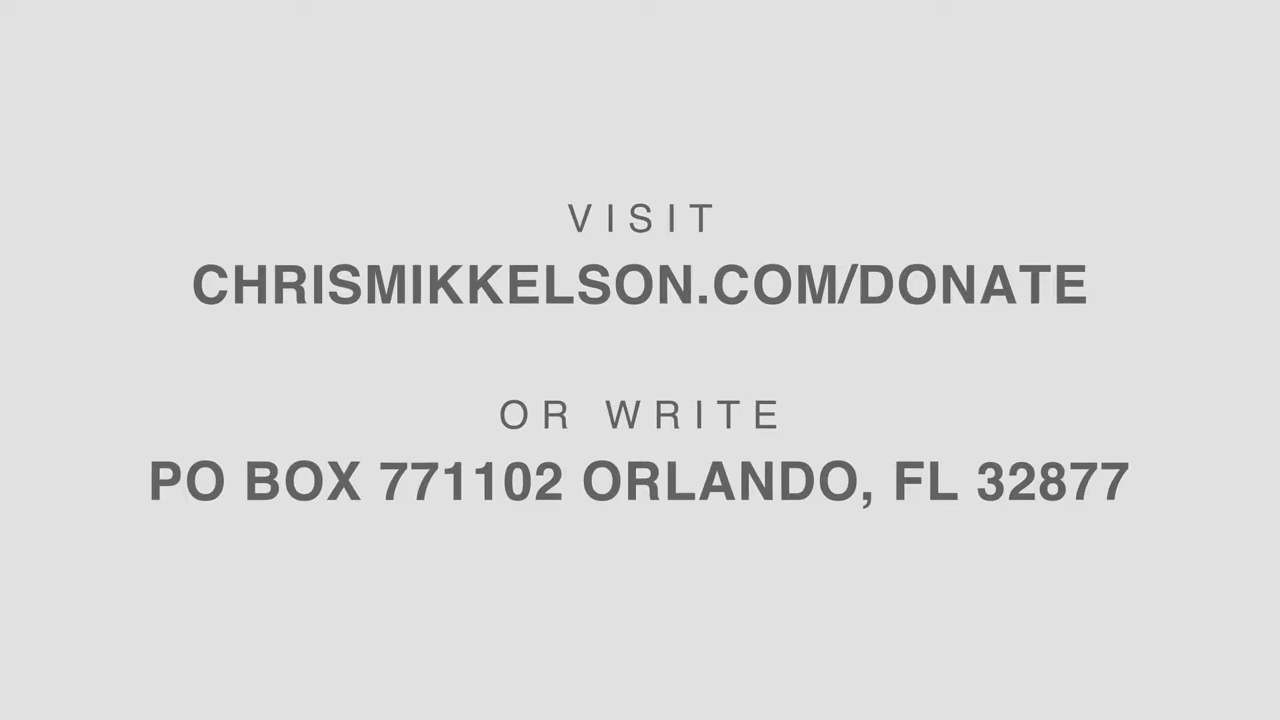 VISIT
CHRISMIKKELSON.COM/DONATE
OR WRITE
PO BOX 771102 ORLANDO, FL 32877